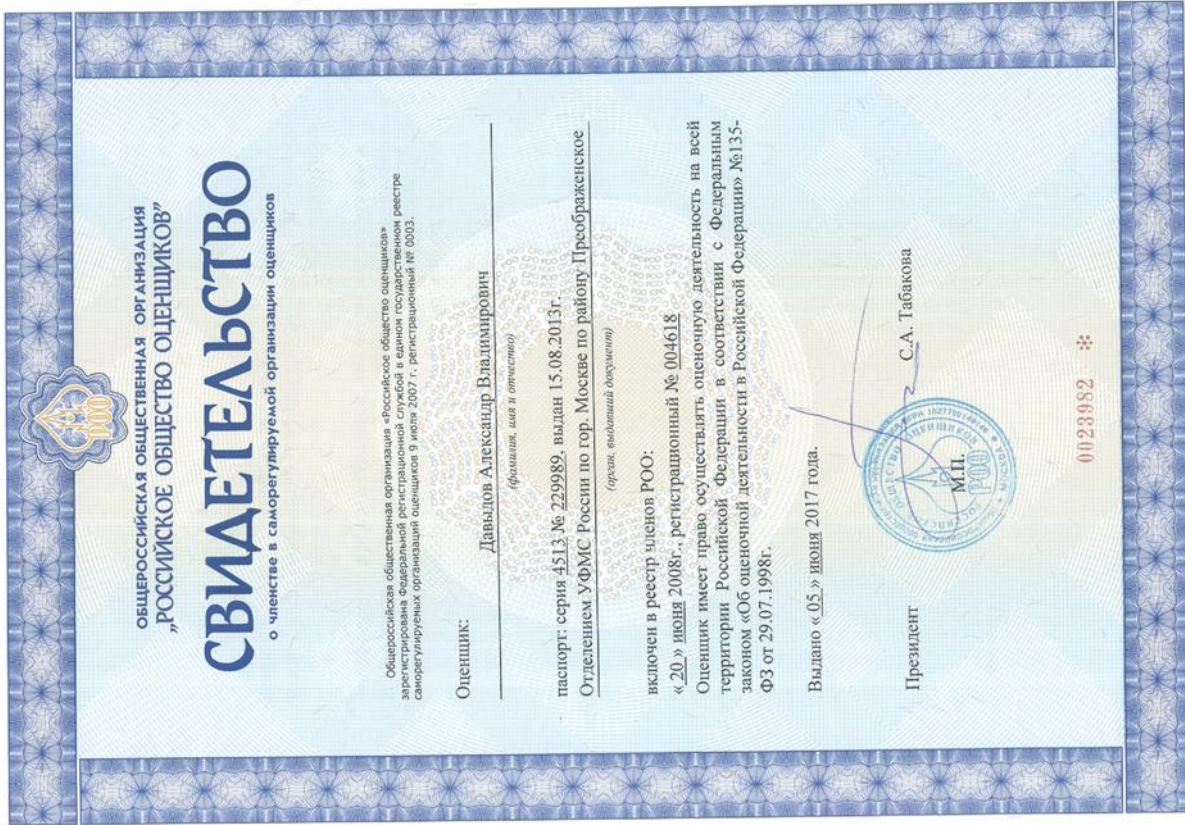 РОО
ОБЩЕРОССИЙСКАЯ ОБЩЕСТВЕННАЯ ОРГАНИЗАЦИЯ
„РОССИЙСКОЕ ОБЩЕСТВО ОЦЕНЩИКОВ”
СВИДЕТЕЛЬСТВО
о членстве в саморегулируемой организации оценщиков
Общероссийская общественная организация «Российское общество оценщиков»
зарегистрирована Федеральной регистрационной службой в едином государственном реестре
саморегулируемых организаций оценщиков 9 июля 2007 г. регистрационный № 0003.
Оценщик:
Давыдов Александр Владимирович
(фамилия, имя и отчество)
паспорт: серия 4513 № 229989, выдан 15.08.2013г.
Отделением УФМС России по гор. Москве по району Преображенское
(орган, выдавший документ)
включен в реестр членов РОО:
« 20 » июня 2008г., регистрационный № 004618
Оценщик имеет право осуществлять оценочную деятельность на всей
территории Российской Федерации в соответствии с Федеральным
законом «Об оценочной деятельности в Российской Федерации» №135-
ФЗ от 29.07.1998г.
Выдано « 05 » июня 2017 года.
Президент
С.А. Табакова
М.П.
РОО
0023982 *